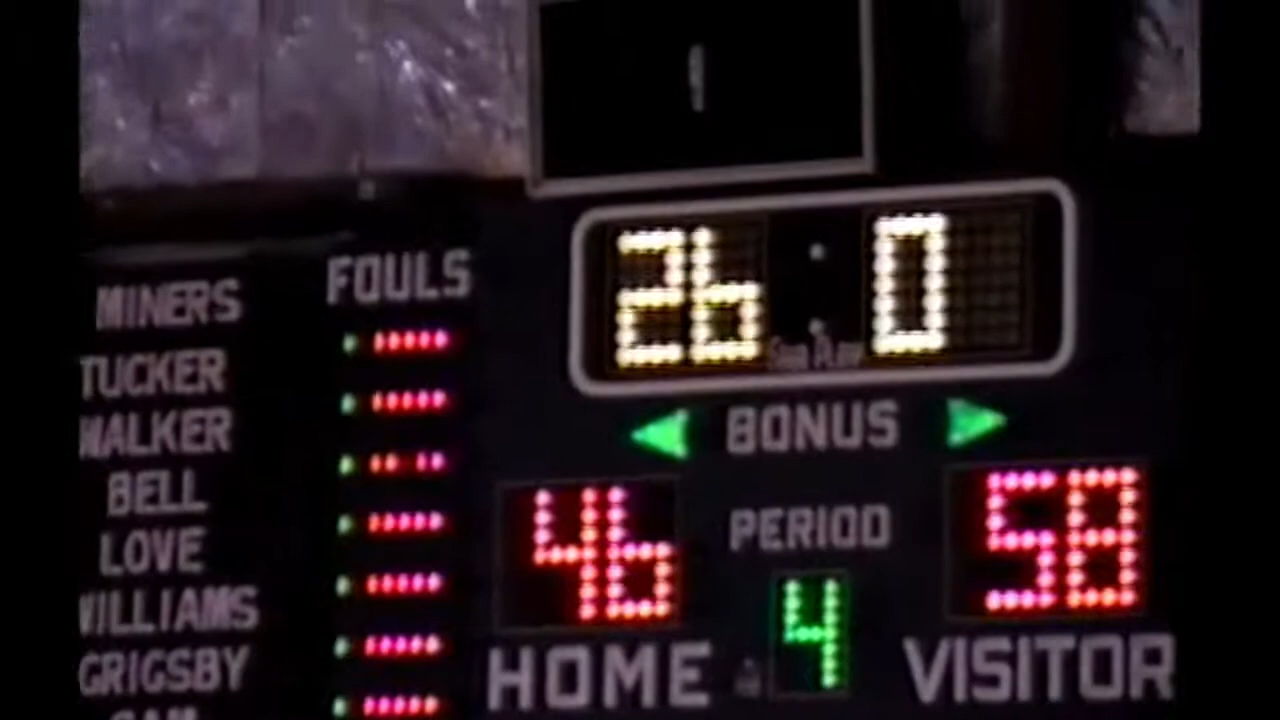 26:0
MINERS FOULS
TUCKER
WALKER
BELL
LOVE
WILLIAMS
GRIGSBY
BONUS
46 PERIOD 58
HOME 4 VISITOR